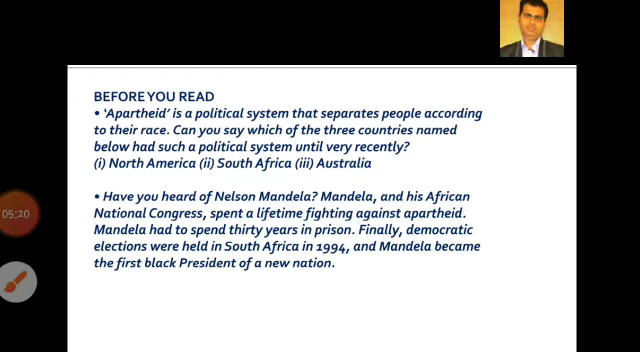 BEFORE YOU READ
• ‘Apartheid’ is a political system that separates people according
to their race. Can you say which of the three countries named
below had such a political system until very recently?
(i) North America (ii) South Africa (iii) Australia
• Have you heard of Nelson Mandela? Mandela, and his African
National Congress, spent a lifetime fighting against apartheid.
Mandela had to spend thirty years in prison. Finally, democratic
elections were held in South Africa in 1994, and Mandela became
the first black President of a new nation.
05:20